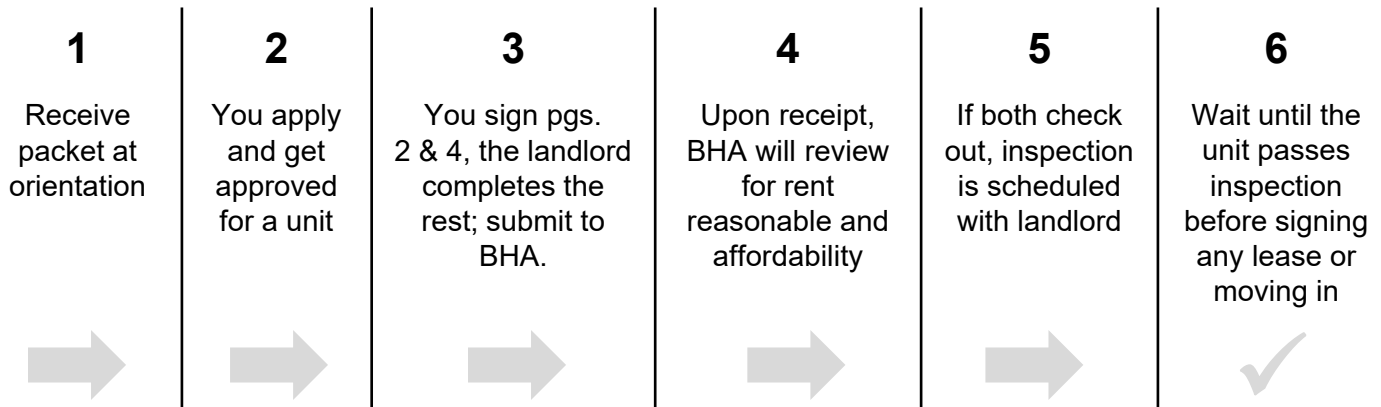 1
Receive
packet at
orientation
2
You apply
and get
approved
for a unit
3
You sign pgs.
2 & 4, the landlord
completes the
rest; submit to
BHA.
4
Upon receipt,
BHA will review
for rent
reasonable and
affordability
5
If both check
out, inspection
is scheduled
with landlord
6
Wait until the
unit passes
inspection
before signing
any lease or
moving in